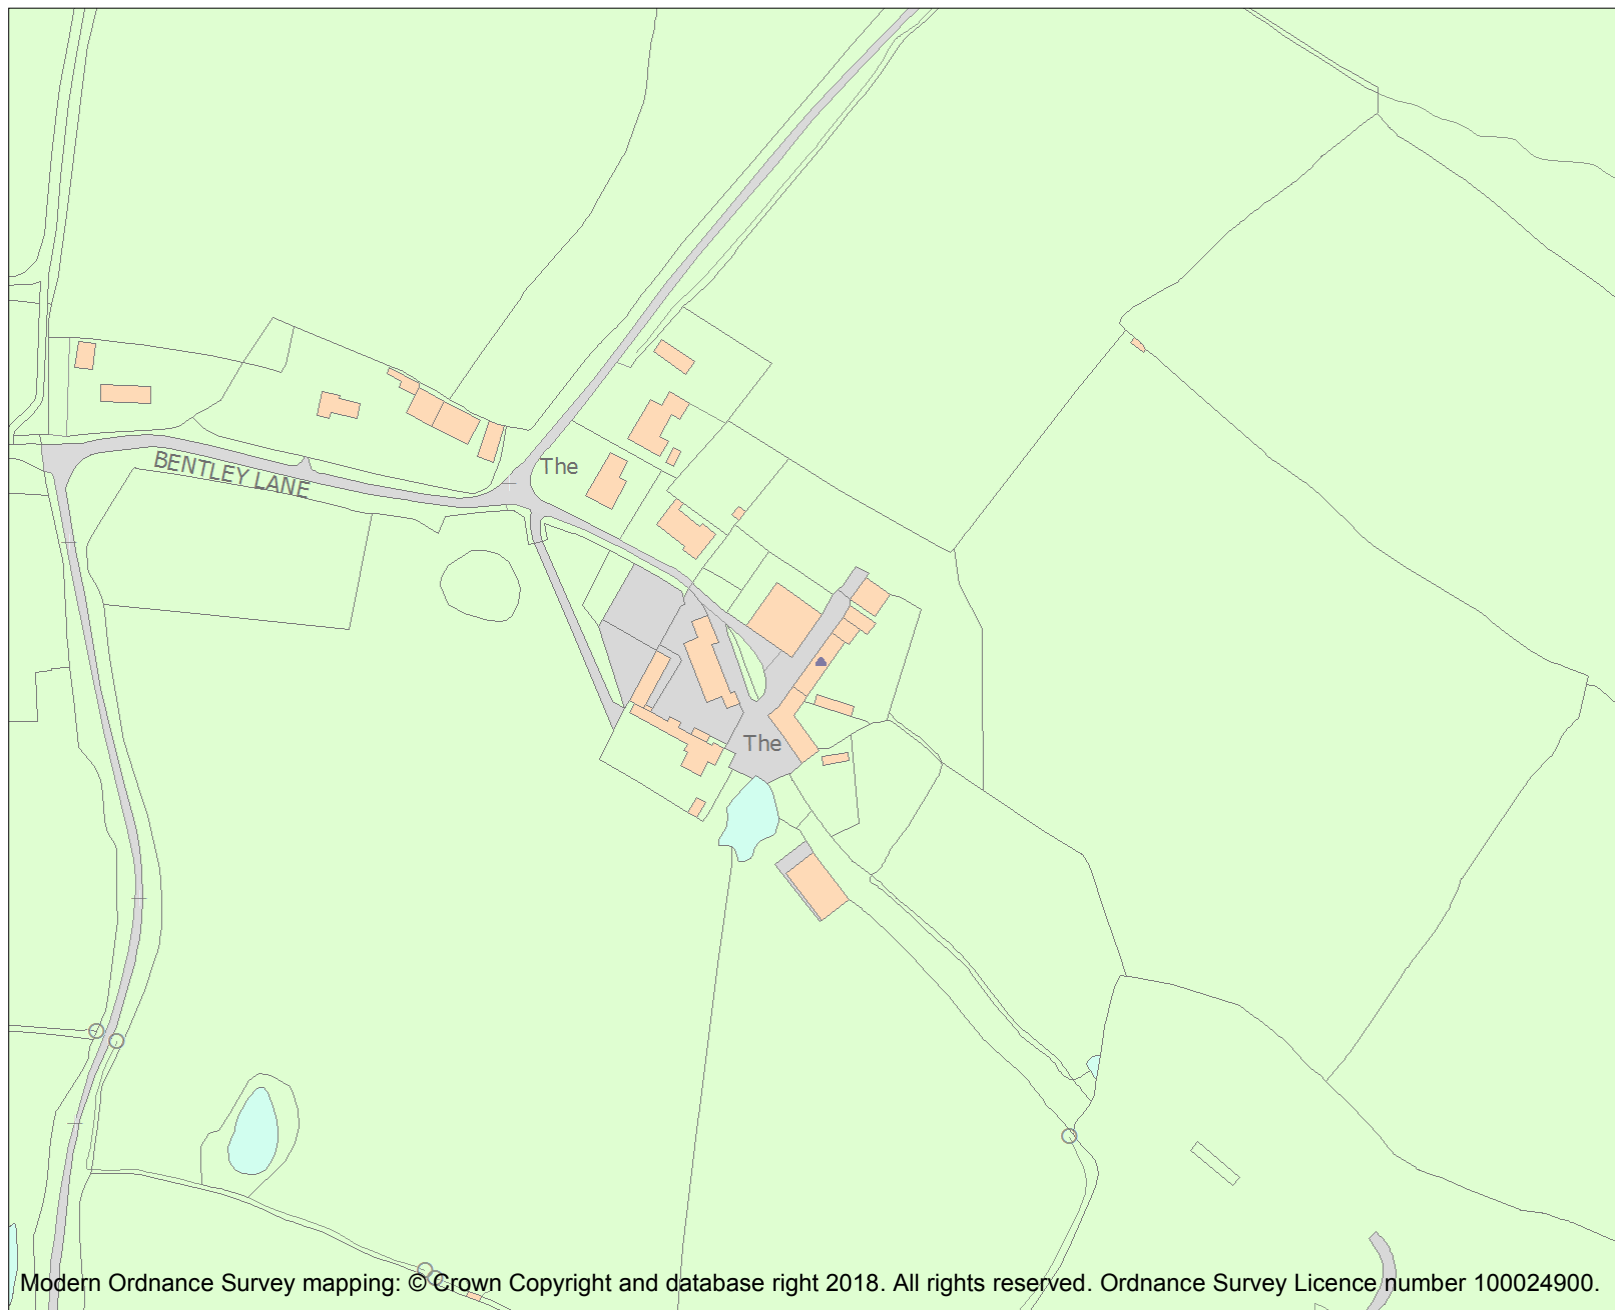 The
BENTLEY LANE
The
Modern Ordnance Survey mapping: © Crown Copyright and database right 2018. All rights reserved. Ordnance Survey Licence number 100024900.